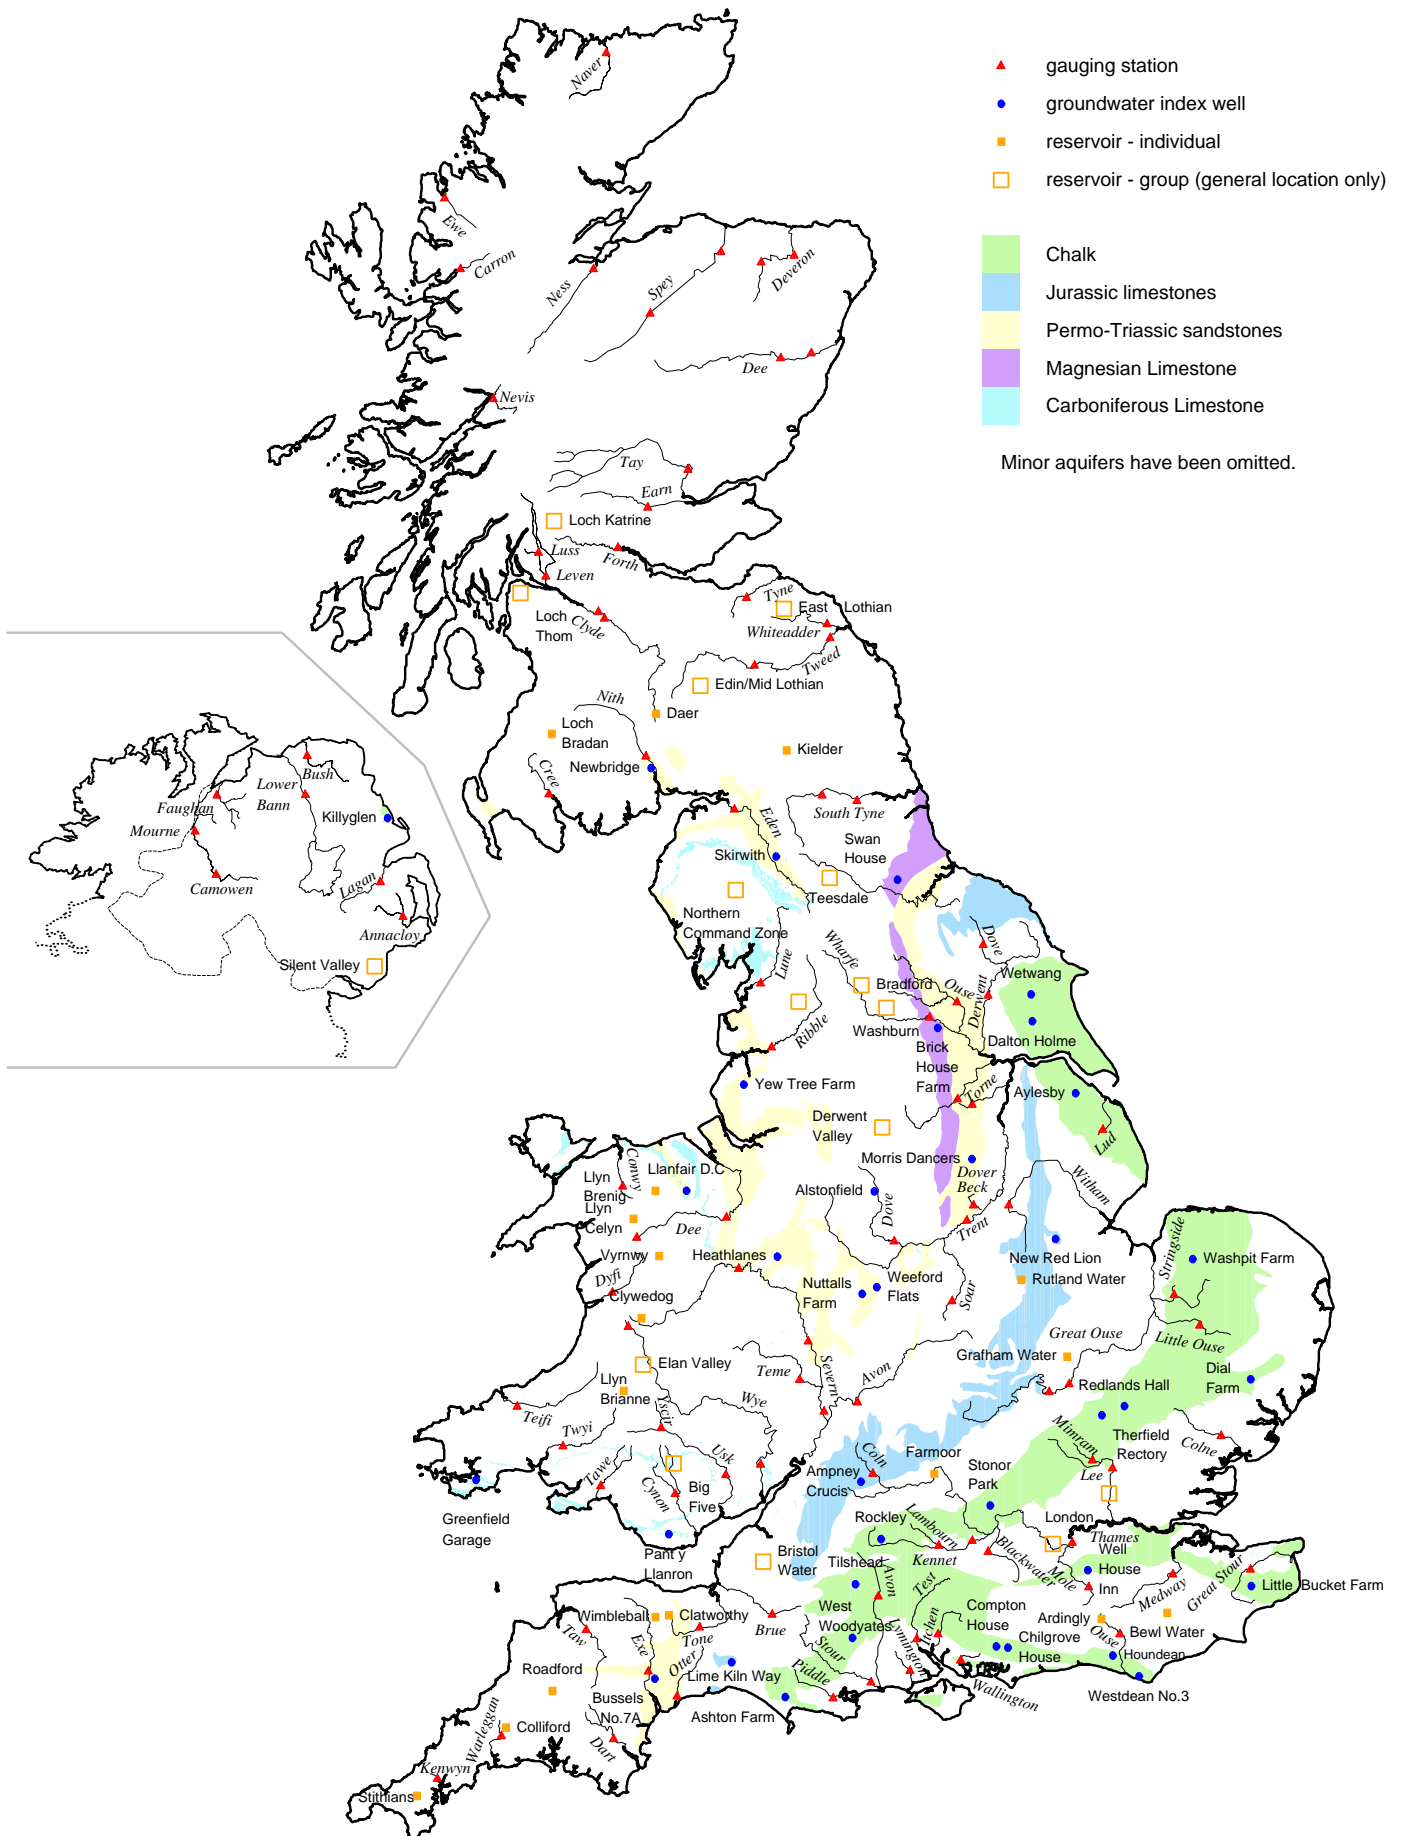 gauging station
groundwater index well
reservoir - individual
reservoir - group (general location only)
Chalk
Jurassic limestones
Permo-Triassic sandstones
Magnesian Limestone
Carboniferous Limestone
Minor aquifers have been omitted.
Naver
Ewe
Carron
Ness
Spey
Deveron
Dee
Nevis
Tay
Earn
Loch Katrine
Luss
Forth
Leven
Loch
Thom
Clyde
Tyne
East Lothian
Whiteadder
Tweed
Edin/Mid Lothian
Nith
Daer
Loch
Bradan
Kielder
Newbridge
Cree
Bush
Lower
Bann
Faughan
Mourne
Killyglen
Camowen
Lagan
Annacloy
Silent Valley
Eden
South Tyne
Swan
House
Skirwith
Teesdale
Northern
Command Zone
Lune
Wharfe
Bradford
Ouse
Derwent
Dove
Wetwang
Ribble
Washburn
Brick
House
Farm
Dalton Holme
Yew Tree Farm
Torne
Aylesby
Derwent
Valley
Lud
Morris Dancers
Dover
Beck
Conwy
Llanfair D.C
Llyn
Brenig
Llyn
Celyn
Alstonfield
Dove
Witham
Dee
Trent
Vyrnwy
Heathlanes
New Red Lion
Stringside
Washpit Farm
Dyfi
Nuttalls
Farm
Weeford
Flats
Soar
Rutland Water
Clywedog
Great Ouse
Little Ouse
Elan Valley
Teme
Severn
Avon
Grafham Water
Dial
Farm
Llyn
Brianne
Redlands Hall
Wye
Yscir
Teifi
Twyi
Mimram
Therfield
Rectory
Colne
Usk
Coln
Farmoor
Tawe
Cynon
Big
Five
Ampney
Crucis
Stonor
Park
Lee
Greenfield
Garage
Rockley
Lambourn
London
Thames
Pant y
Llanron
Bristol
Water
Kennet
Blackwater
Well
House
Inn
Tilshead
Avon
Test
Mole
Medway
Great Stour
Little Bucket Farm
Wimbleball
Clatworthy
West
Woodyates
Itchen
Compton
House
Ardingly
Bewl Water
Taw
Exe
Tone
Brue
Stour
Lymington
Chilgrove
House
Ouse
Houndean
Roadford
Otter
Lime Kiln Way
Piddle
Wallington
Westdean No.3
Bussels
No.7A
Ashton Farm
Warleggan
Colliford
Dart
Kenwyn
Stithians